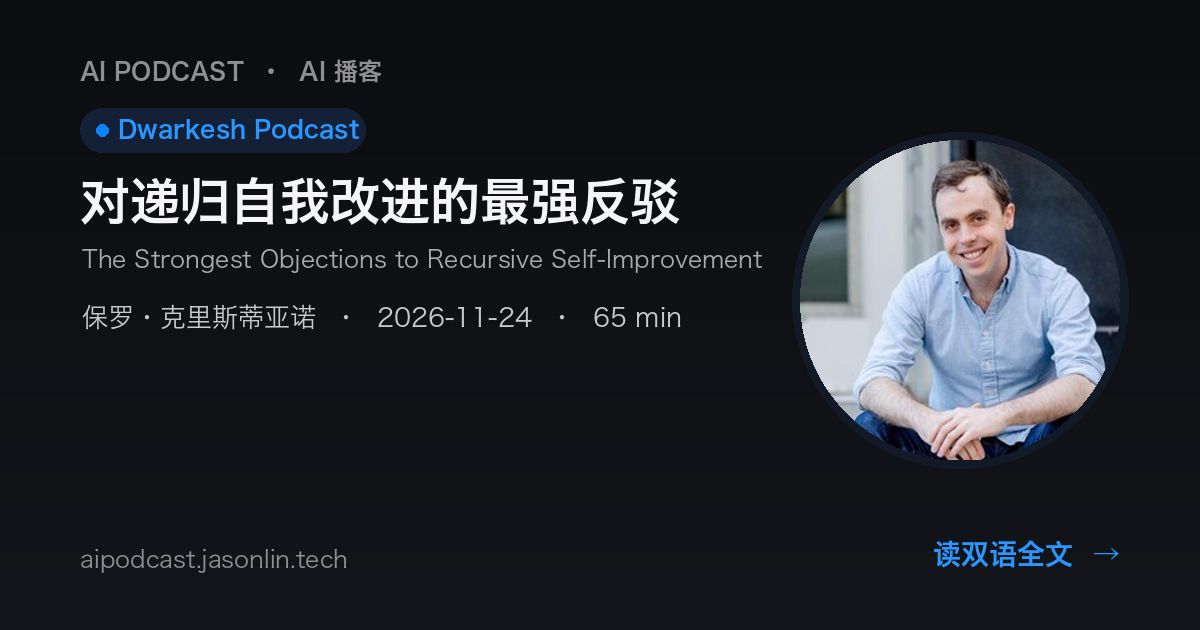 AI PODCAST · AI 播客
Dwarkesh Podcast
对递归自我改进的最强反驳
The Strongest Objections to Recursive Self-Improvement
保罗·克里斯蒂亚诺 · 2026-11-24 · 65 min
aipodcast.jasonlin.tech
读双语全文 →